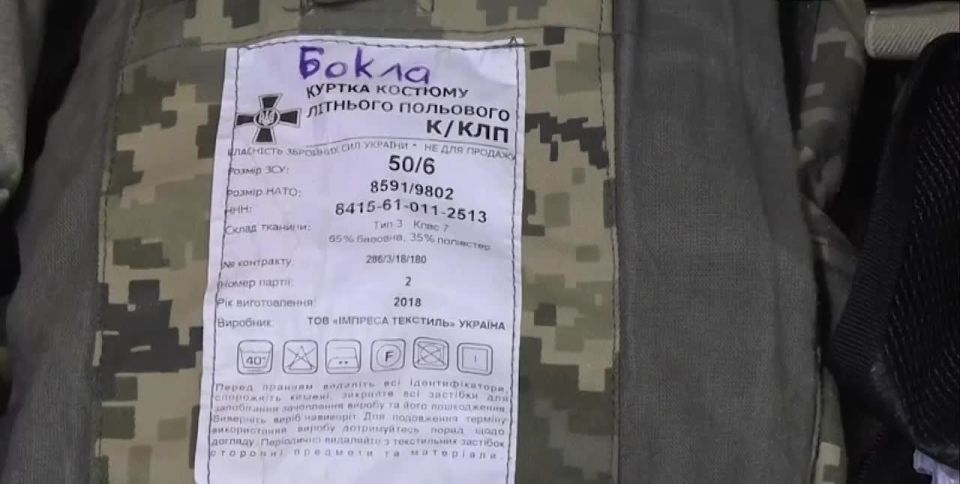 Бокла
КУРТКА КОСТЮМУ
ЛІТНЬОГО ПОЛЬОВОГО
К/КЛП
ВЛАСНІСТЬ ЗБРОЙНИХ СИЛ УКРАЇНИ * НЕ ДЛЯ ПРОДАЖУ
Розмір ЗСУ: 50/6
Розмір НАТО: 8591/9802
ННН: 8415-61-011-2513
Склад тканини: Тип 3 Клас 7
65% бавовна, 35% поліестер
№ контракту: 286/3/18/180
Номер партії: 2
Рік виготовлення: 2018
Виробник: ТОВ «ІМПРЕСА ТЕКСТИЛЬ» УКРАЇНА
40° F
Перед пранням видаліть всі ідентифікатори,
спорожніть кишені, закрийте всі застібки для
запобігання зачеплення виробу та його пошкодження
Виверніть виріб навиворіт. Для подовження терміну
використання виробу дотримуйтесь порад щодо
догляду. Періодично видаляйте з текстильних застібок
сторонні предмети та матеріали.